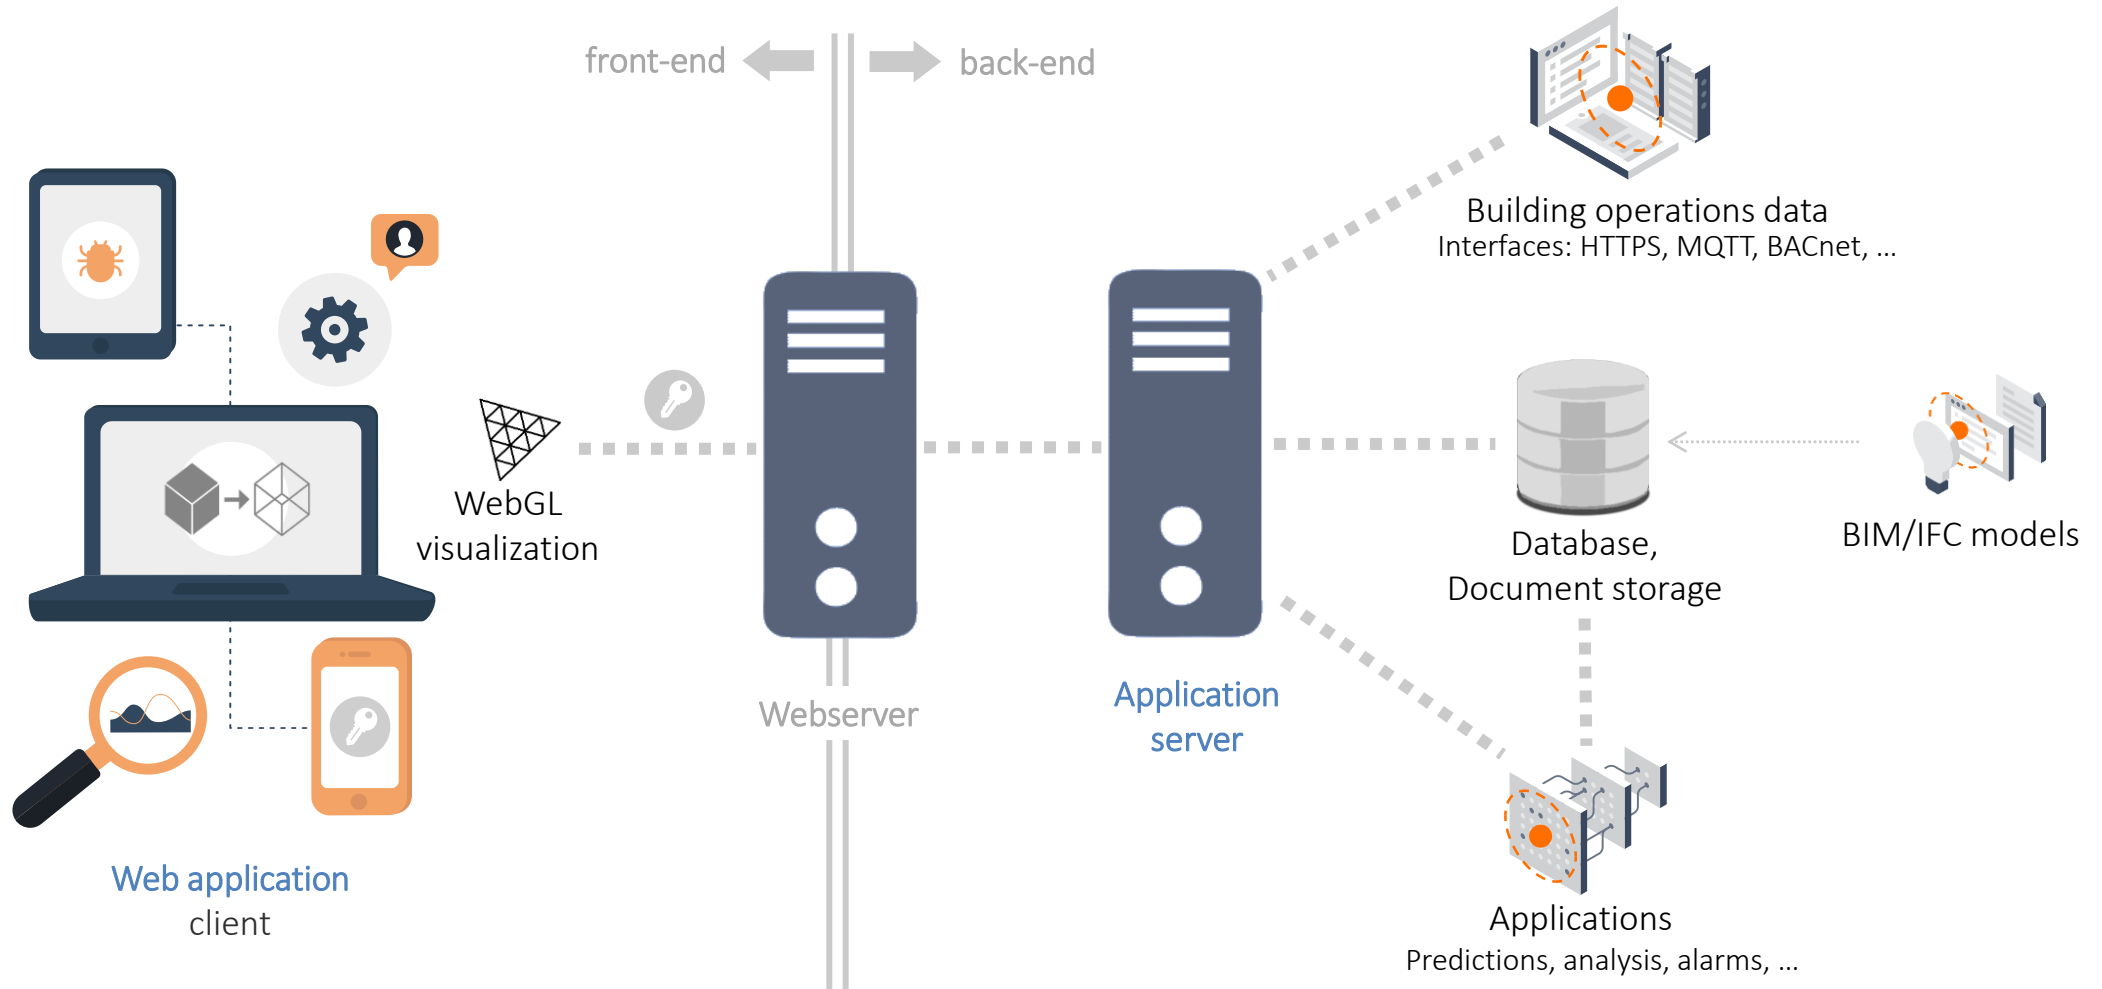 front-end
back-end
Building operations data
Interfaces: HTTPS, MQTT, BACnet, ...
WebGL
visualization
Database,
Document storage
BIM/IFC models
Webserver
Application
server
Web application
client
Applications
Predictions, analysis, alarms, ...